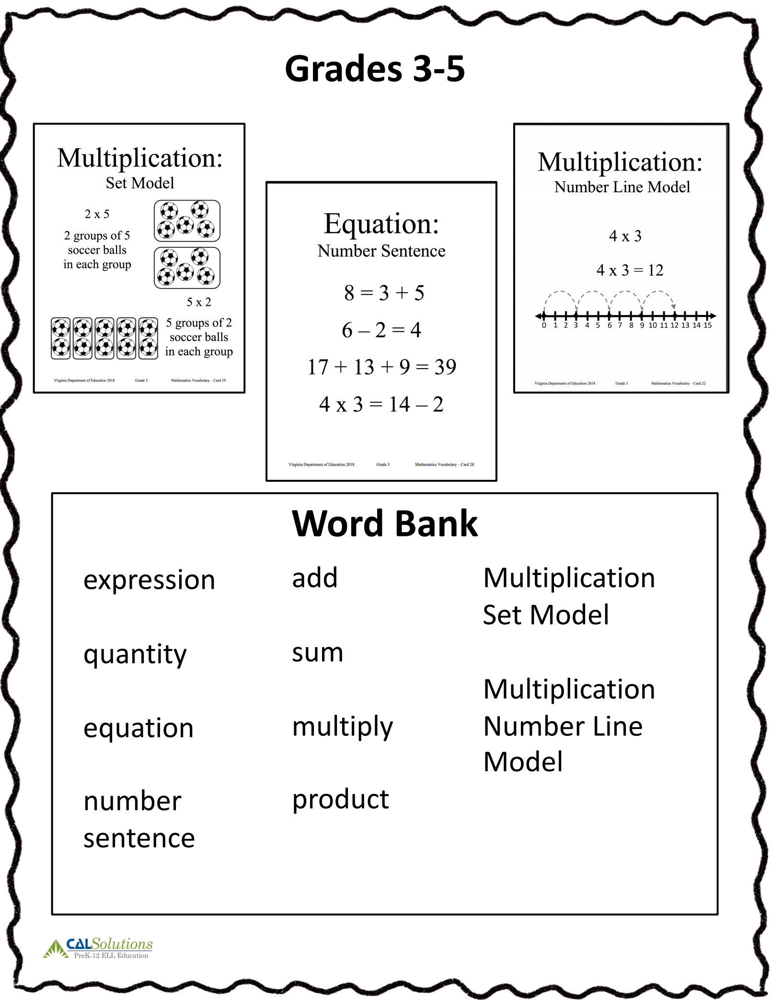 Grades 3-5
Multiplication:
Set Model
2 x 5
2 groups of 5
soccer balls
in each group
5 x 2
5 groups of 2
soccer balls
in each group
Virginia Department of Education 2018 Grade 3 Mathematics Vocabulary – Card 19
Equation:
Number Sentence
8 = 3 + 5
6 – 2 = 4
17 + 13 + 9 = 39
4 x 3 = 14 – 2
Virginia Department of Education 2018 Grade 3 Mathematics Vocabulary – Card 28
Multiplication:
Number Line Model
4 x 3
4 x 3 = 12
0 1 2 3 4 5 6 7 8 9 10 11 12 13 14 15
Virginia Department of Education 2018 Grade 3 Mathematics Vocabulary – Card 22
Word Bank
expression
quantity
equation
number
sentence
add
sum
multiply
product
Multiplication
Set Model
Multiplication
Number Line
Model
CALSolutions
PreK-12 ELL Education